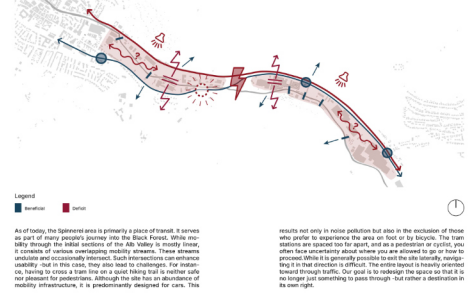 ?
?
Legend
Beneficial
Deficit
As of today, the Spinnerei area is primarily a place of transit. It serves
as part of many people's journey into the Black Forest. While mo-
bility through the initial sections of the Alb Valley is mostly linear,
it consists of various overlapping mobility streams. These streams
undulate and occasionally intersect. Such intersections can enhance
usability -but in this case, they also lead to challenges. For instan-
ce, having to cross a tram line on a quiet hiking trail is neither safe
nor pleasant for pedestrians. Although the site has an abundance of
mobility infrastructure, it is predominantly designed for cars. This
results not only in noise pollution but also in the exclusion of those
who prefer to experience the area on foot or by bicycle. The tram
stations are spaced too far apart, and as a pedestrian or cyclist, you
often face uncertainty about where you are allowed to go or how to
proceed.While it is generally possible to exit the site laterally, naviga-
ting it in that direction is difficult. The entire layout is heavily oriented
toward through traffic. Our goal is to redesign the space so that it is
no longer just something to pass through -but rather a destination in
its own right.